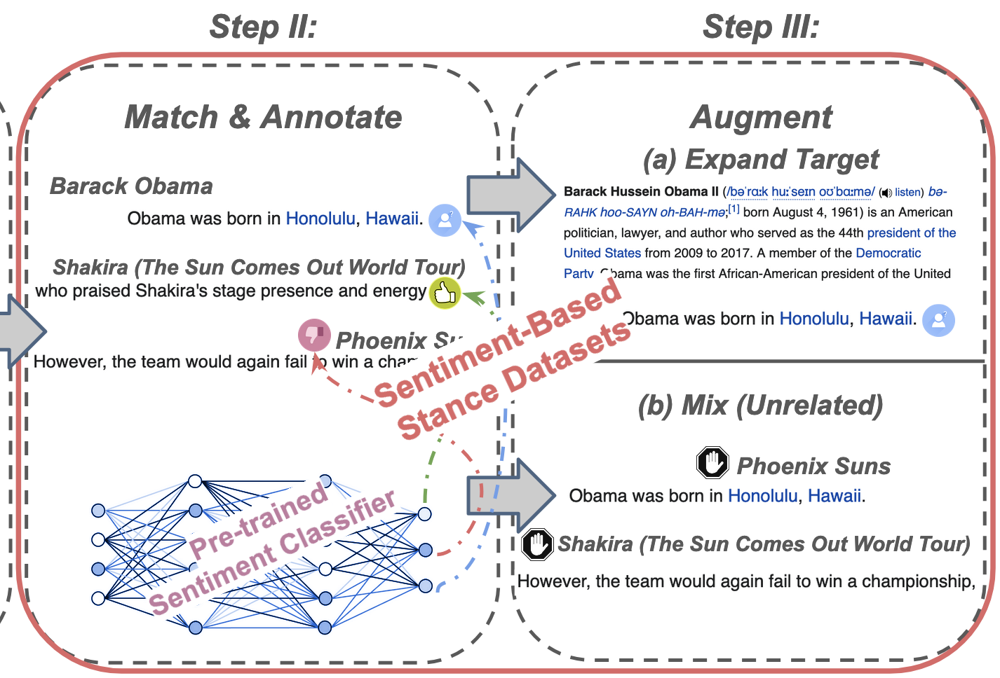 Step II:
Step III:
Match & Annotate
Barack Obama
Obama was born in Honolulu, Hawaii.
Shakira (The Sun Comes Out World Tour)
who praised Shakira's stage presence and energy
Phoenix Su
However, the team would again fail to win a cham
Pre-trained
Sentiment Classifier
Sentiment-Based
Stance Datasets
Augment
(a) Expand Target
Barack Hussein Obama II (/bəˈrɑːk huːˈseɪn oʊˈbɑːmə/ (listen) bə-
RAHK hoo-SAYN oh-BAH-mə;[1] born August 4, 1961) is an American
politician, lawyer, and author who served as the 44th president of the
United States from 2009 to 2017. A member of the Democratic
Party Obama was the first African-American president of the United
Obama was born in Honolulu, Hawaii.
(b) Mix (Unrelated)
Phoenix Suns
Obama was born in Honolulu, Hawaii.
Shakira (The Sun Comes Out World Tour)
However, the team would again fail to win a championship,